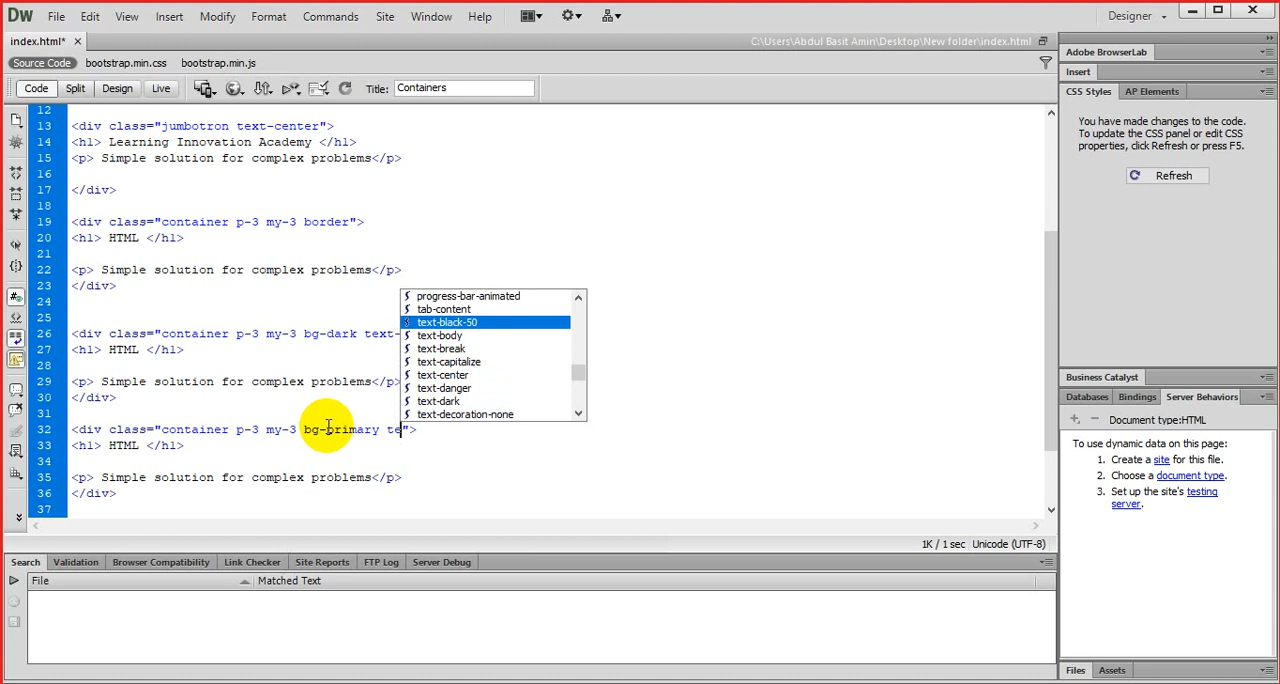 Dw File Edit View Insert Modify Format Commands Site Window Help Designer
index.html* C:\Users\Abdul Basit Amin\Desktop\New folder\index.html
Source Code bootstrap.min.css bootstrap.min.js
Code Split Design Live Title: Containers
12
13 <div class="jumbotron text-center">
14 <h1> Learning Innovation Academy </h1>
15 <p> Simple solution for complex problems</p>
16
17 </div>
18
19 <div class="container p-3 my-3 border">
20 <h1> HTML </h1>
21
22 <p> Simple solution for complex problems</p>
23 </div>
24
25
26 <div class="container p-3 my-3 bg-dark text-
27 <h1> HTML </h1>
28
29 <p> Simple solution for complex problems</p>
30 </div>
31
32 <div class="container p-3 my-3 bg-primary te">
33 <h1> HTML </h1>
34
35 <p> Simple solution for complex problems</p>
36 </div>
37
progress-bar-animated
tab-content
text-black-50
text-body
text-break
text-capitalize
text-center
text-danger
text-dark
text-decoration-none
1K / 1 sec Unicode (UTF-8)
Search Validation Browser Compatibility Link Checker Site Reports FTP Log Server Debug
File Matched Text
Adobe BrowserLab
Insert
CSS Styles AP Elements
You have made changes to the code.
To update the CSS panel or edit CSS
properties, click Refresh or press F5.
Refresh
Business Catalyst
Databases Bindings Server Behaviors
Document type:HTML
To use dynamic data on this page:
1. Create a site for this file.
2. Choose a document type.
3. Set up the site's testing
server.
Files Assets